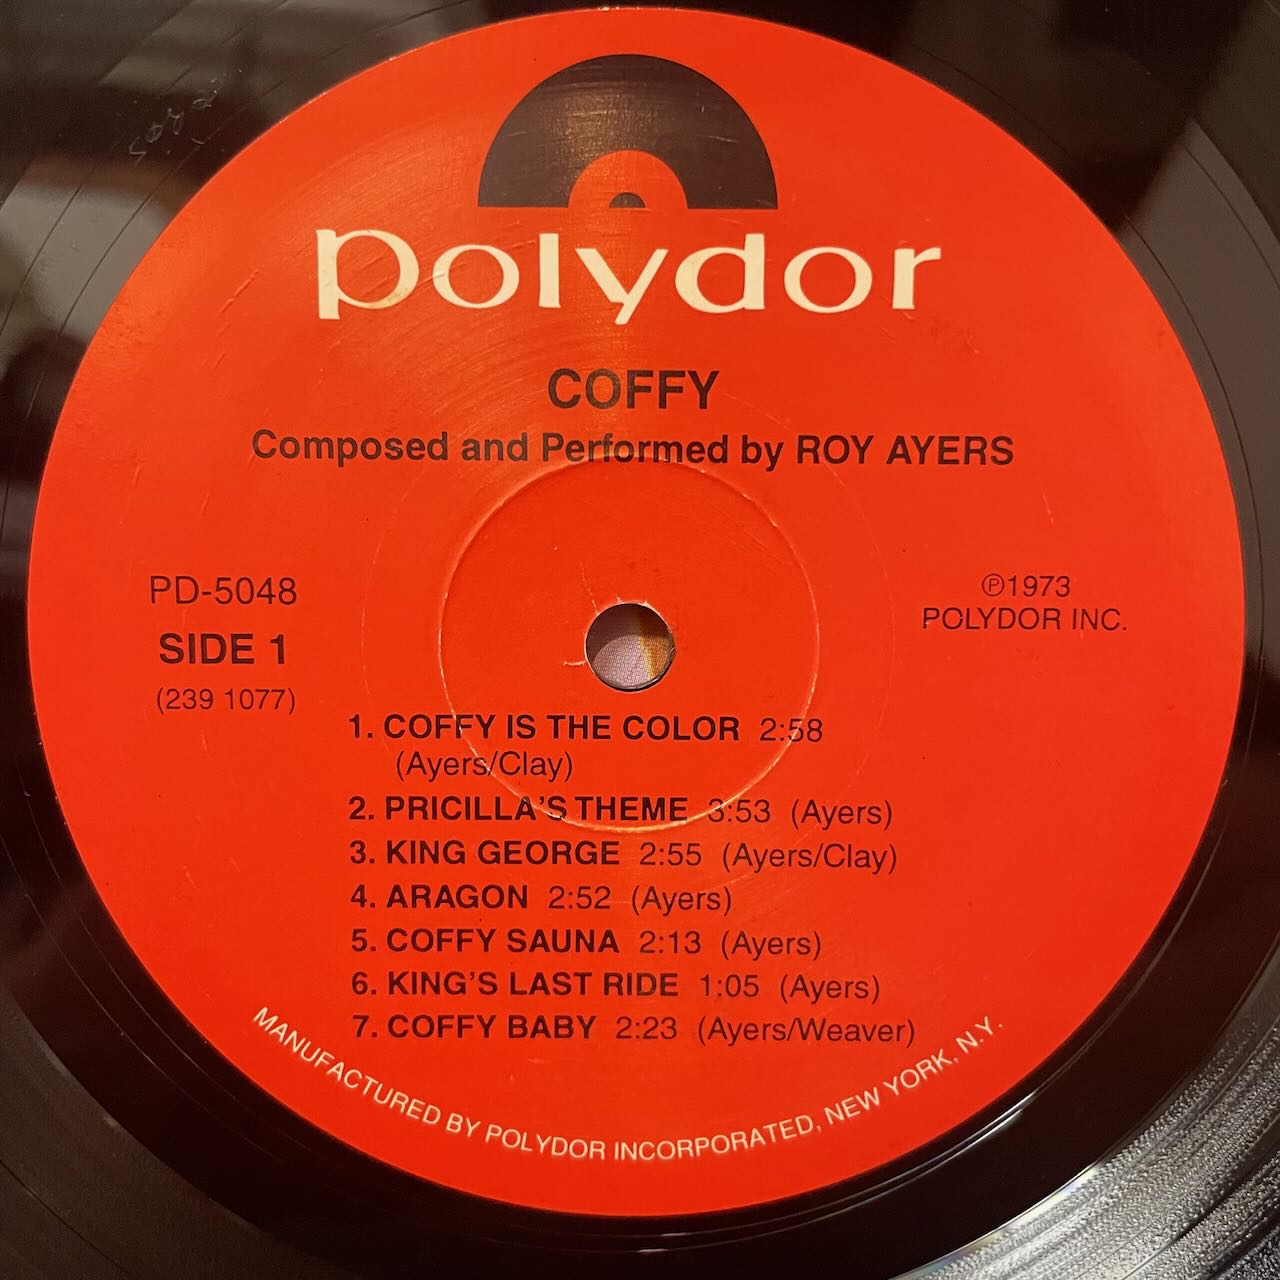 polydor
COFFY
Composed and Performed by ROY AYERS
PD-5048
SIDE 1
(239 1077)
℗1973
POLYDOR INC.
1. COFFY IS THE COLOR 2:58
(Ayers/Clay)
2. PRICILLA'S THEME 3:53 (Ayers)
3. KING GEORGE 2:55 (Ayers/Clay)
4. ARAGON 2:52 (Ayers)
5. COFFY SAUNA 2:13 (Ayers)
6. KING'S LAST RIDE 1:05 (Ayers)
7. COFFY BABY 2:23 (Ayers/Weaver)
MANUFACTURED BY POLYDOR INCORPORATED, NEW YORK, N.Y.